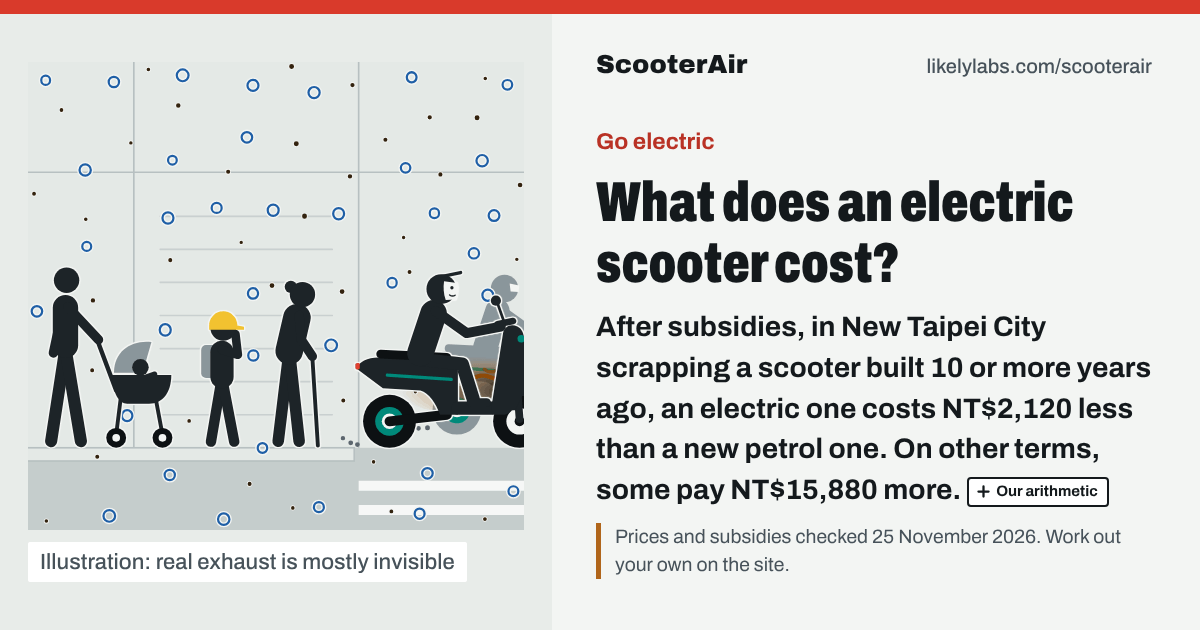 ScooterAir
likelylabs.com/scooterair
Go electric
What does an electric
scooter cost?
After subsidies, in New Taipei City
scrapping a scooter built 10 or more years
ago, an electric one costs NT$2,120 less
than a new petrol one. On other terms,
some pay NT$15,880 more. + Our arithmetic
Prices and subsidies checked 25 November 2026. Work out
your own on the site.
Illustration: real exhaust is mostly invisible